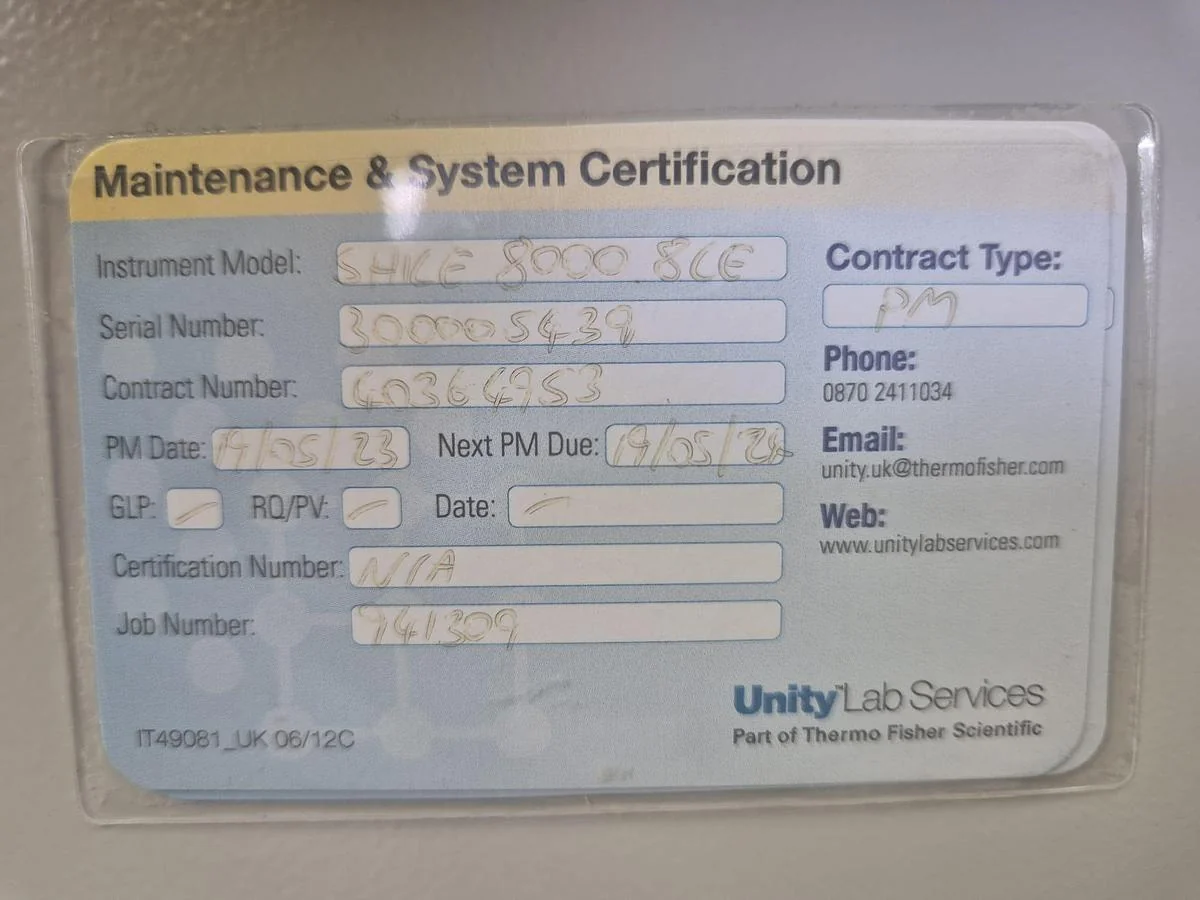 Maintenance & System Certification
Instrument Model: SHKE 8000 8CE
Serial Number: 300005439
Contract Number: 40364953
PM Date: 19/05/23 Next PM Due: 19/05/24
GLP: — RQ/PV: — Date: —
Certification Number: N/A
Job Number: 941309
IT49081_UK 06/12C
Contract Type:
PM
Phone:
0870 2411034
Email:
unity.uk@thermofisher.com
Web:
www.unitylabservices.com
Unity™Lab Services
Part of Thermo Fisher Scientific